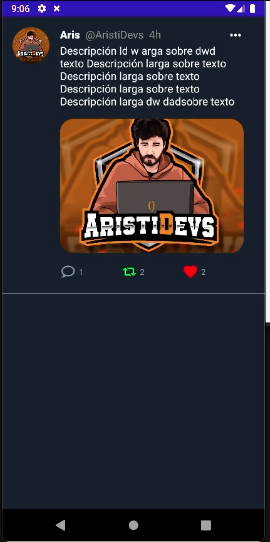 9:06
Aris @AristiDevs 4h
Descripción ld w arga sobre dwd
texto Descripción larga sobre texto
Descripción larga sobre texto
Descripción larga sobre texto
Descripción larga dw dadsobre texto
ARISTIDEVS
1 2 2